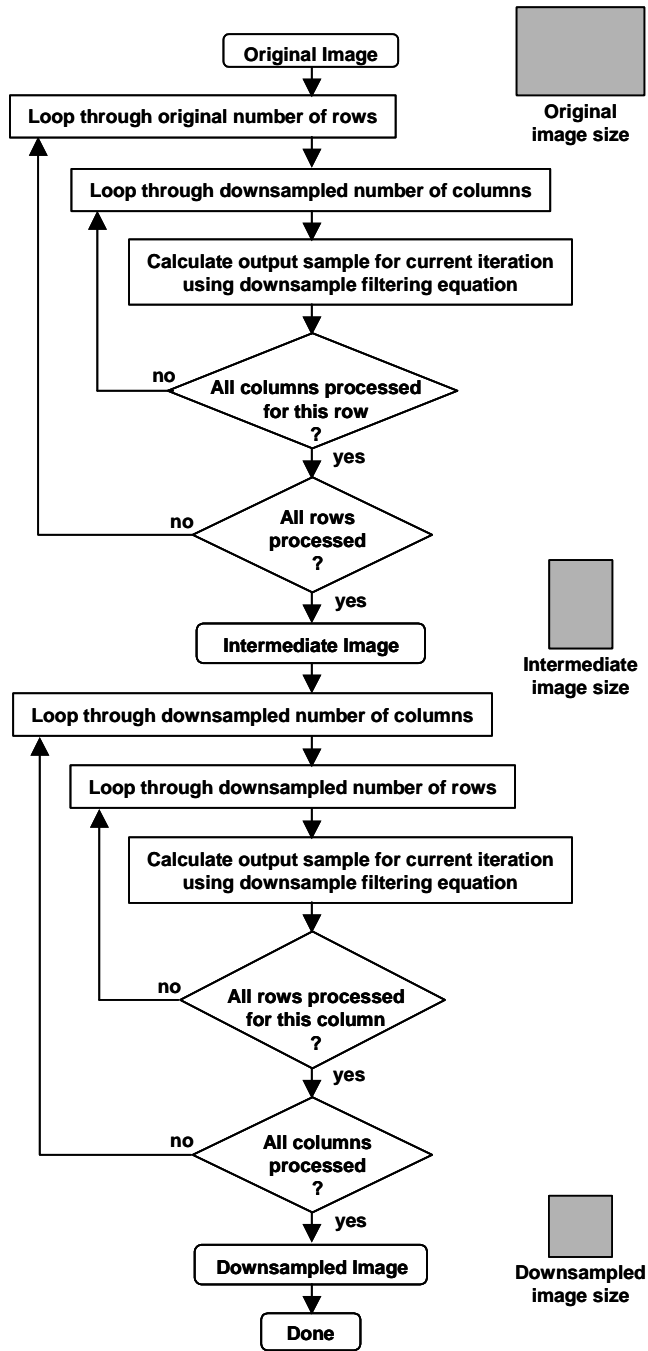 Original Image
Original
image size
Loop through original number of rows
Loop through downsampled number of columns
Calculate output sample for current iteration
using downsample filtering equation
no
All columns processed
for this row
?
yes
no
All rows
processed
?
yes
Intermediate Image
Intermediate
image size
Loop through downsampled number of columns
Loop through downsampled number of rows
Calculate output sample for current iteration
using downsample filtering equation
no
All rows processed
for this column
?
yes
no
All columns
processed
?
yes
Downsampled Image
Downsampled
image size
Done